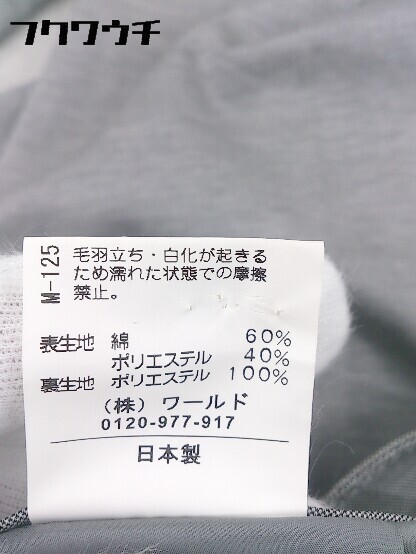 フクワウチ
M-125
毛羽立ち・白化が起きる
ため濡れた状態での摩擦
禁止。
表生地 綿 60%
ポリエステル 40%
裏生地 ポリエステル 100%
（株）ワールド
0120-977-917
日本製